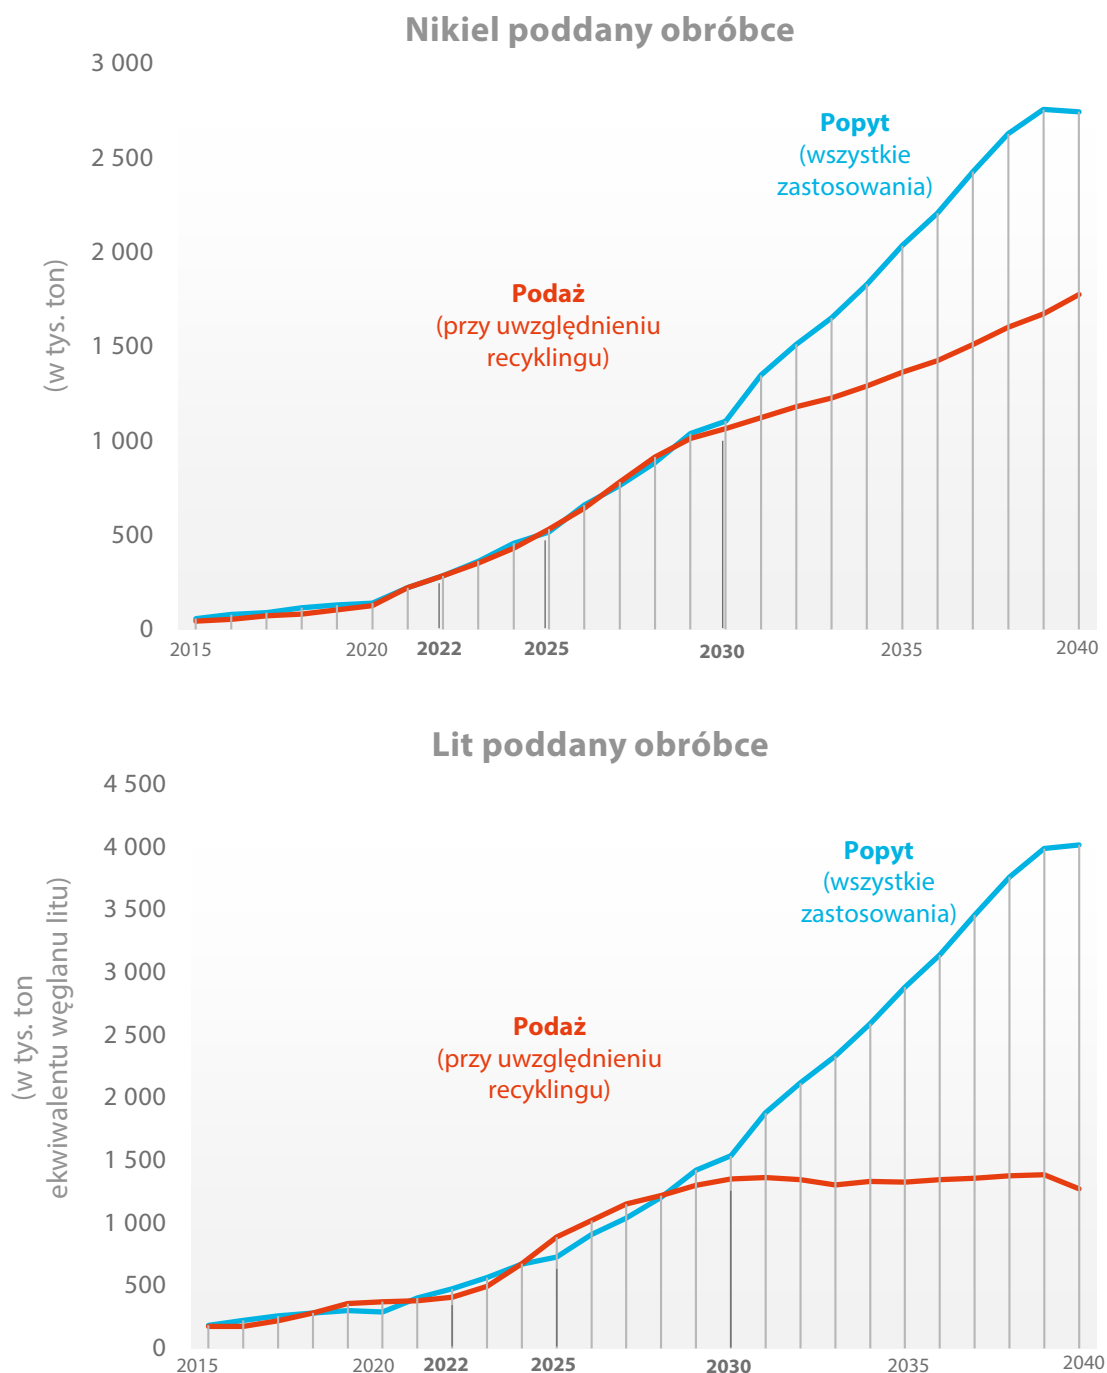 Nikiel poddany obróbce
3 000
2 500
2 000
1 500
1 000
500
0
(w tys. ton)
Popyt
(wszystkie
zastosowania)
Podaż
(przy uwzględnieniu
recyklingu)
2015
2020
2022
2025
2030
2035
2040
Lit poddany obróbce
4 500
4 000
3 500
3 000
2 500
2 000
1 500
1 000
500
0
(w tys. ton
ekwiwalentu węglanu litu)
Popyt
(wszystkie
zastosowania)
Podaż
(przy uwzględnieniu
recyklingu)
2015
2020
2022
2025
2030
2035
2040